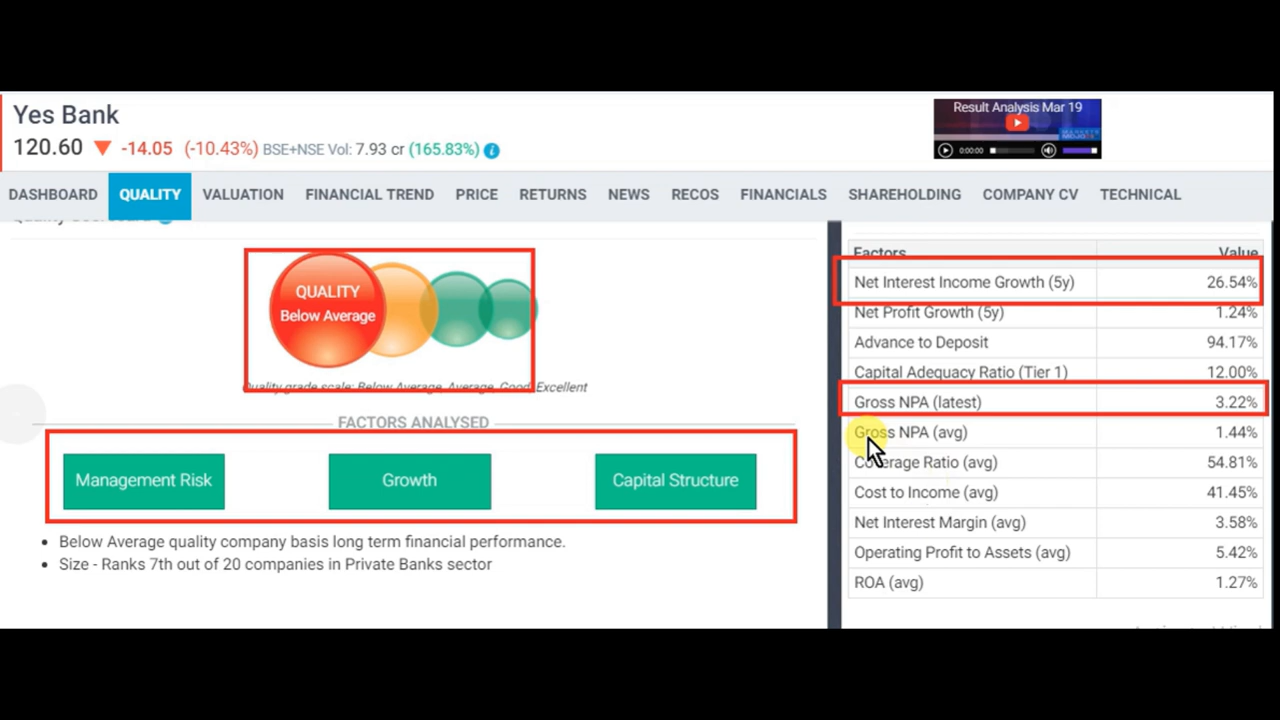 Yes Bank
120.60 -14.05 (-10.43%) BSE+NSE Vol: 7.93 cr (165.83%)
Result Analysis Mar 19
0:00:00
DASHBOARD QUALITY VALUATION FINANCIAL TREND PRICE RETURNS NEWS RECOS FINANCIALS SHAREHOLDING COMPANY CV TECHNICAL
QUALITY
Below Average
Quality grade scale: Below Average, Average, Good, Excellent
FACTORS ANALYSED
Management Risk Growth Capital Structure
Below Average quality company basis long term financial performance.
Size - Ranks 7th out of 20 companies in Private Banks sector
Factors Value
Net Interest Income Growth (5y) 26.54%
Net Profit Growth (5y) 1.24%
Advance to Deposit 94.17%
Capital Adequacy Ratio (Tier 1) 12.00%
Gross NPA (latest) 3.22%
Gross NPA (avg) 1.44%
Coverage Ratio (avg) 54.81%
Cost to Income (avg) 41.45%
Net Interest Margin (avg) 3.58%
Operating Profit to Assets (avg) 5.42%
ROA (avg) 1.27%